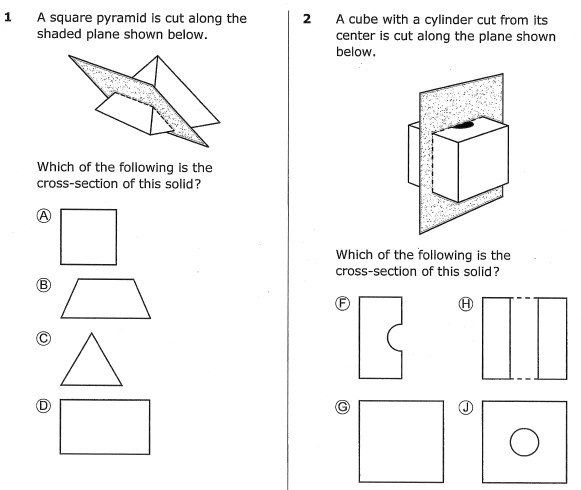 1 A square pyramid is cut along the
shaded plane shown below.
Which of the following is the
cross-section of this solid?
A
B
C
D
2 A cube with a cylinder cut from its
center is cut along the plane shown
below.
Which of the following is the
cross-section of this solid?
F
H
G
J